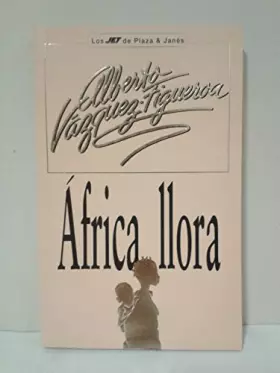 Los JET de Plaza & Janés
Alberto
Vázquez-Figueroa
África llora